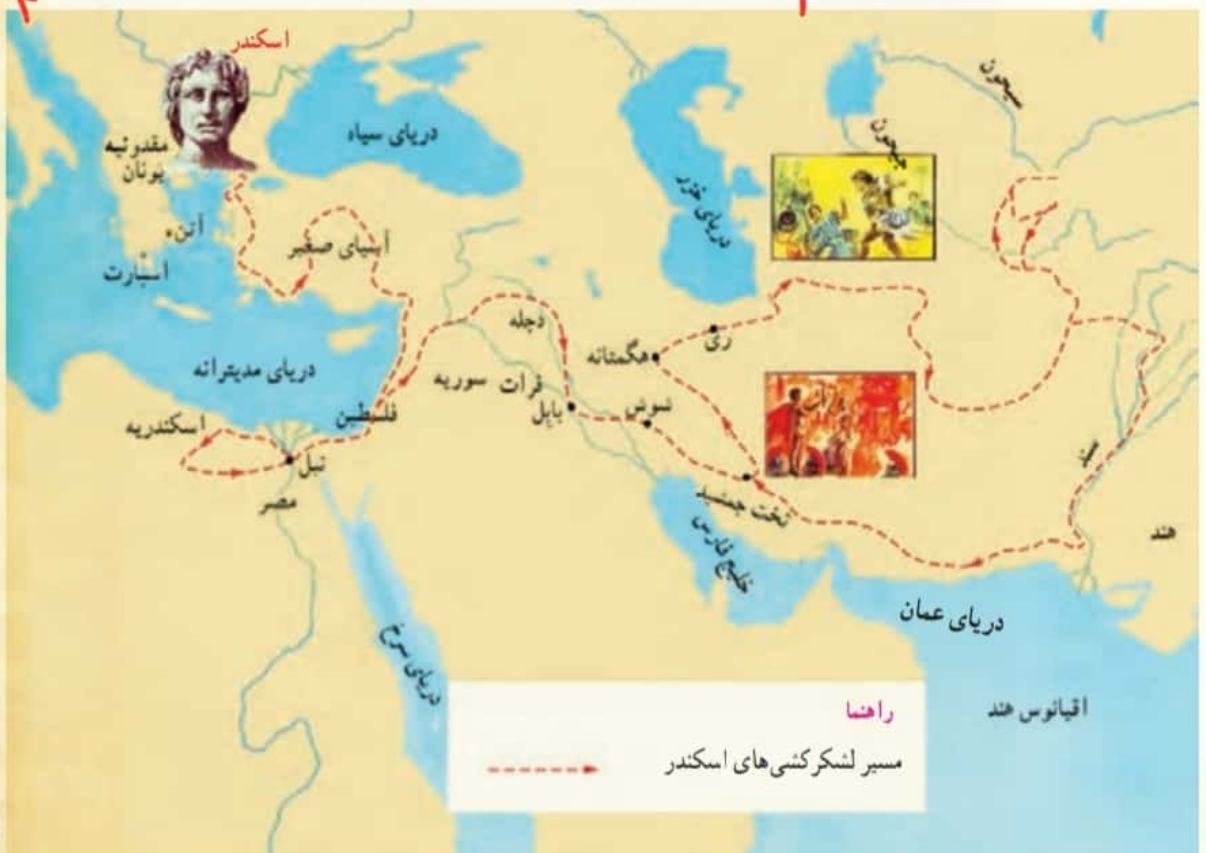 اسکندر
دریای سیاه
مقدونیه
یونان
آتن
اسپارت
آسیای صغیر
دریای خزر
سیحون
جیحون
دریای مدیترانه
اسکندریه
فلسطین
نیل
مصر
دجله
فرات
سوریه
بابل
شوش
هگمتانه
ری
تخت جمشید
خلیج فارس
دریای سرخ
سند
هند
دریای عمان
اقیانوس هند
راهنما
مسیر لشکرکشی‌های اسکندر